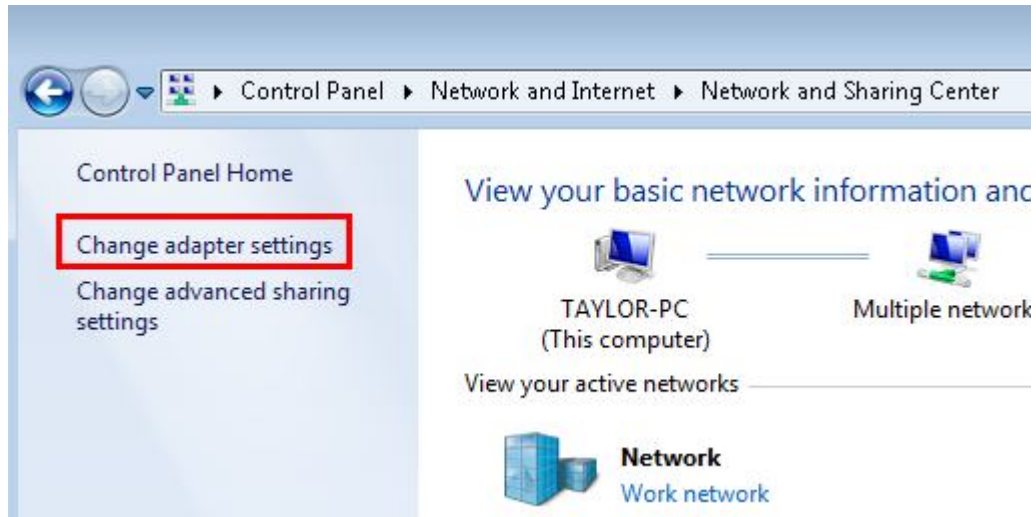 Control Panel ▸ Network and Internet ▸ Network and Sharing Center
Control Panel Home
Change adapter settings
Change advanced sharing
settings
View your basic network information and
TAYLOR-PC
(This computer)
Multiple network
View your active networks
Network
Work network